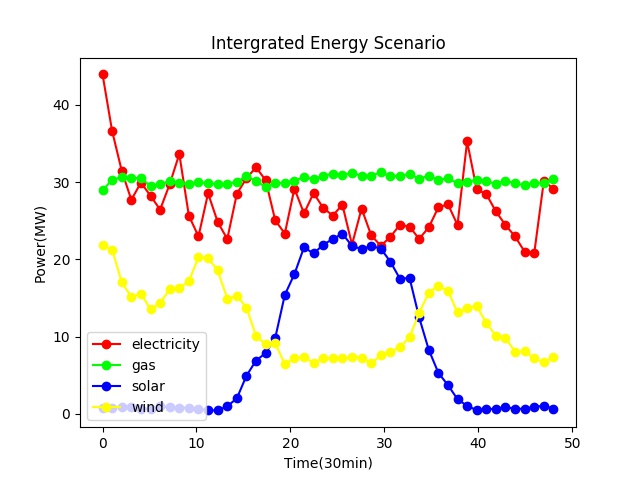 Intergrated Energy Scenario
Power(MW)
40
30
20
10
0
electricity
gas
solar
wind
0 10 20 30 40 50
Time(30min)